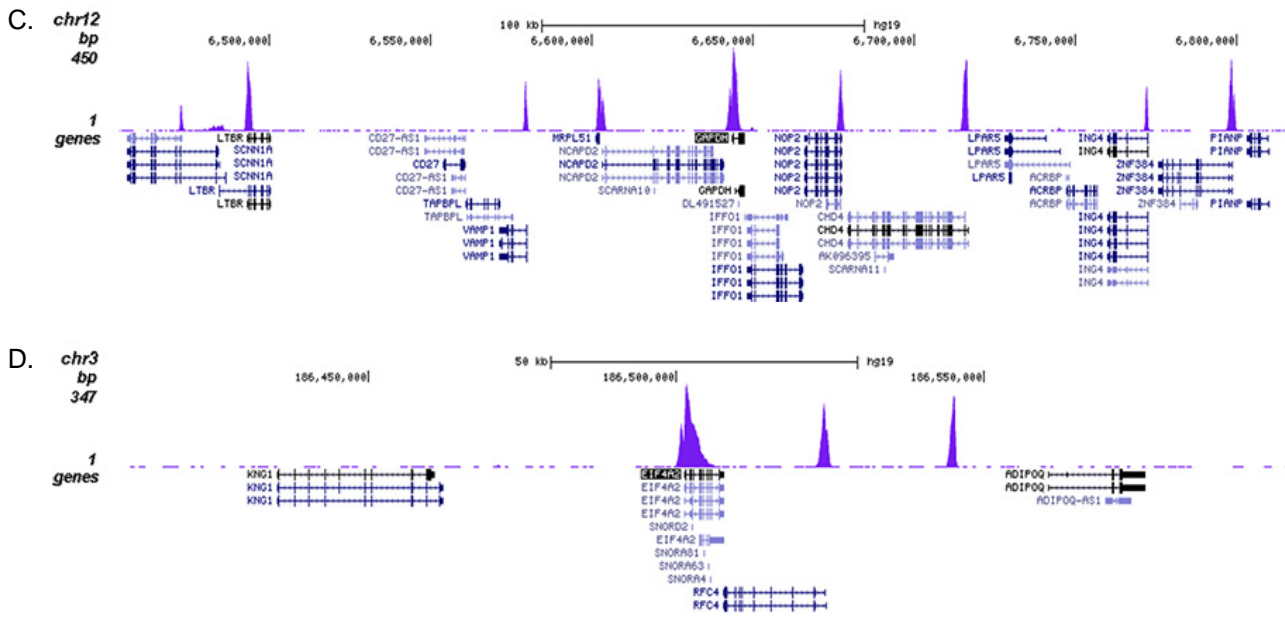 C. chr12 100 kb hg19
bp 6,500,000 6,550,000 6,600,000 6,650,000 6,700,000 6,750,000 6,800,000
450
1
genes LTBR CD27-AS1 MRPL51 GAPDH NOP2 LPAR5 ING4 PIANP
SCNN1A CD27-AS1 NCAPD2 NOP2 LPAR5 ING4 PIANP
SCNN1A CD27 NCAPD2 NOP2 LPAR5 ZNF384
SCNN1A CD27-AS1 NCAPD2 NOP2 LPAR5 ACRBP ZNF384
LTBR CD27-AS1 SCARNA10 GAPDH NOP2 ACRBP ZNF384
LTBR TAPBPL DL491527 NOP2 ACRBP ZNF384 PIANP
TAPBPL IFFO1 CHD4 ING4
VAMP1 IFFO1 CHD4 ING4
VAMP1 IFFO1 CHD4 ING4
VAMP1 IFFO1 AK096395 ING4
IFFO1 SCARNA11 ING4
IFFO1 ING4
IFFO1
D. chr3 50 kb hg19
bp 186,450,000 186,500,000 186,550,000
347
1
genes KNG1 EIF4A2 ADIPOQ
KNG1 EIF4A2 ADIPOQ
KNG1 EIF4A2 ADIPOQ-AS1
EIF4A2
SNORD2
EIF4A2
SNORA81
SNORA63
SNORA4
RFC4
RFC4